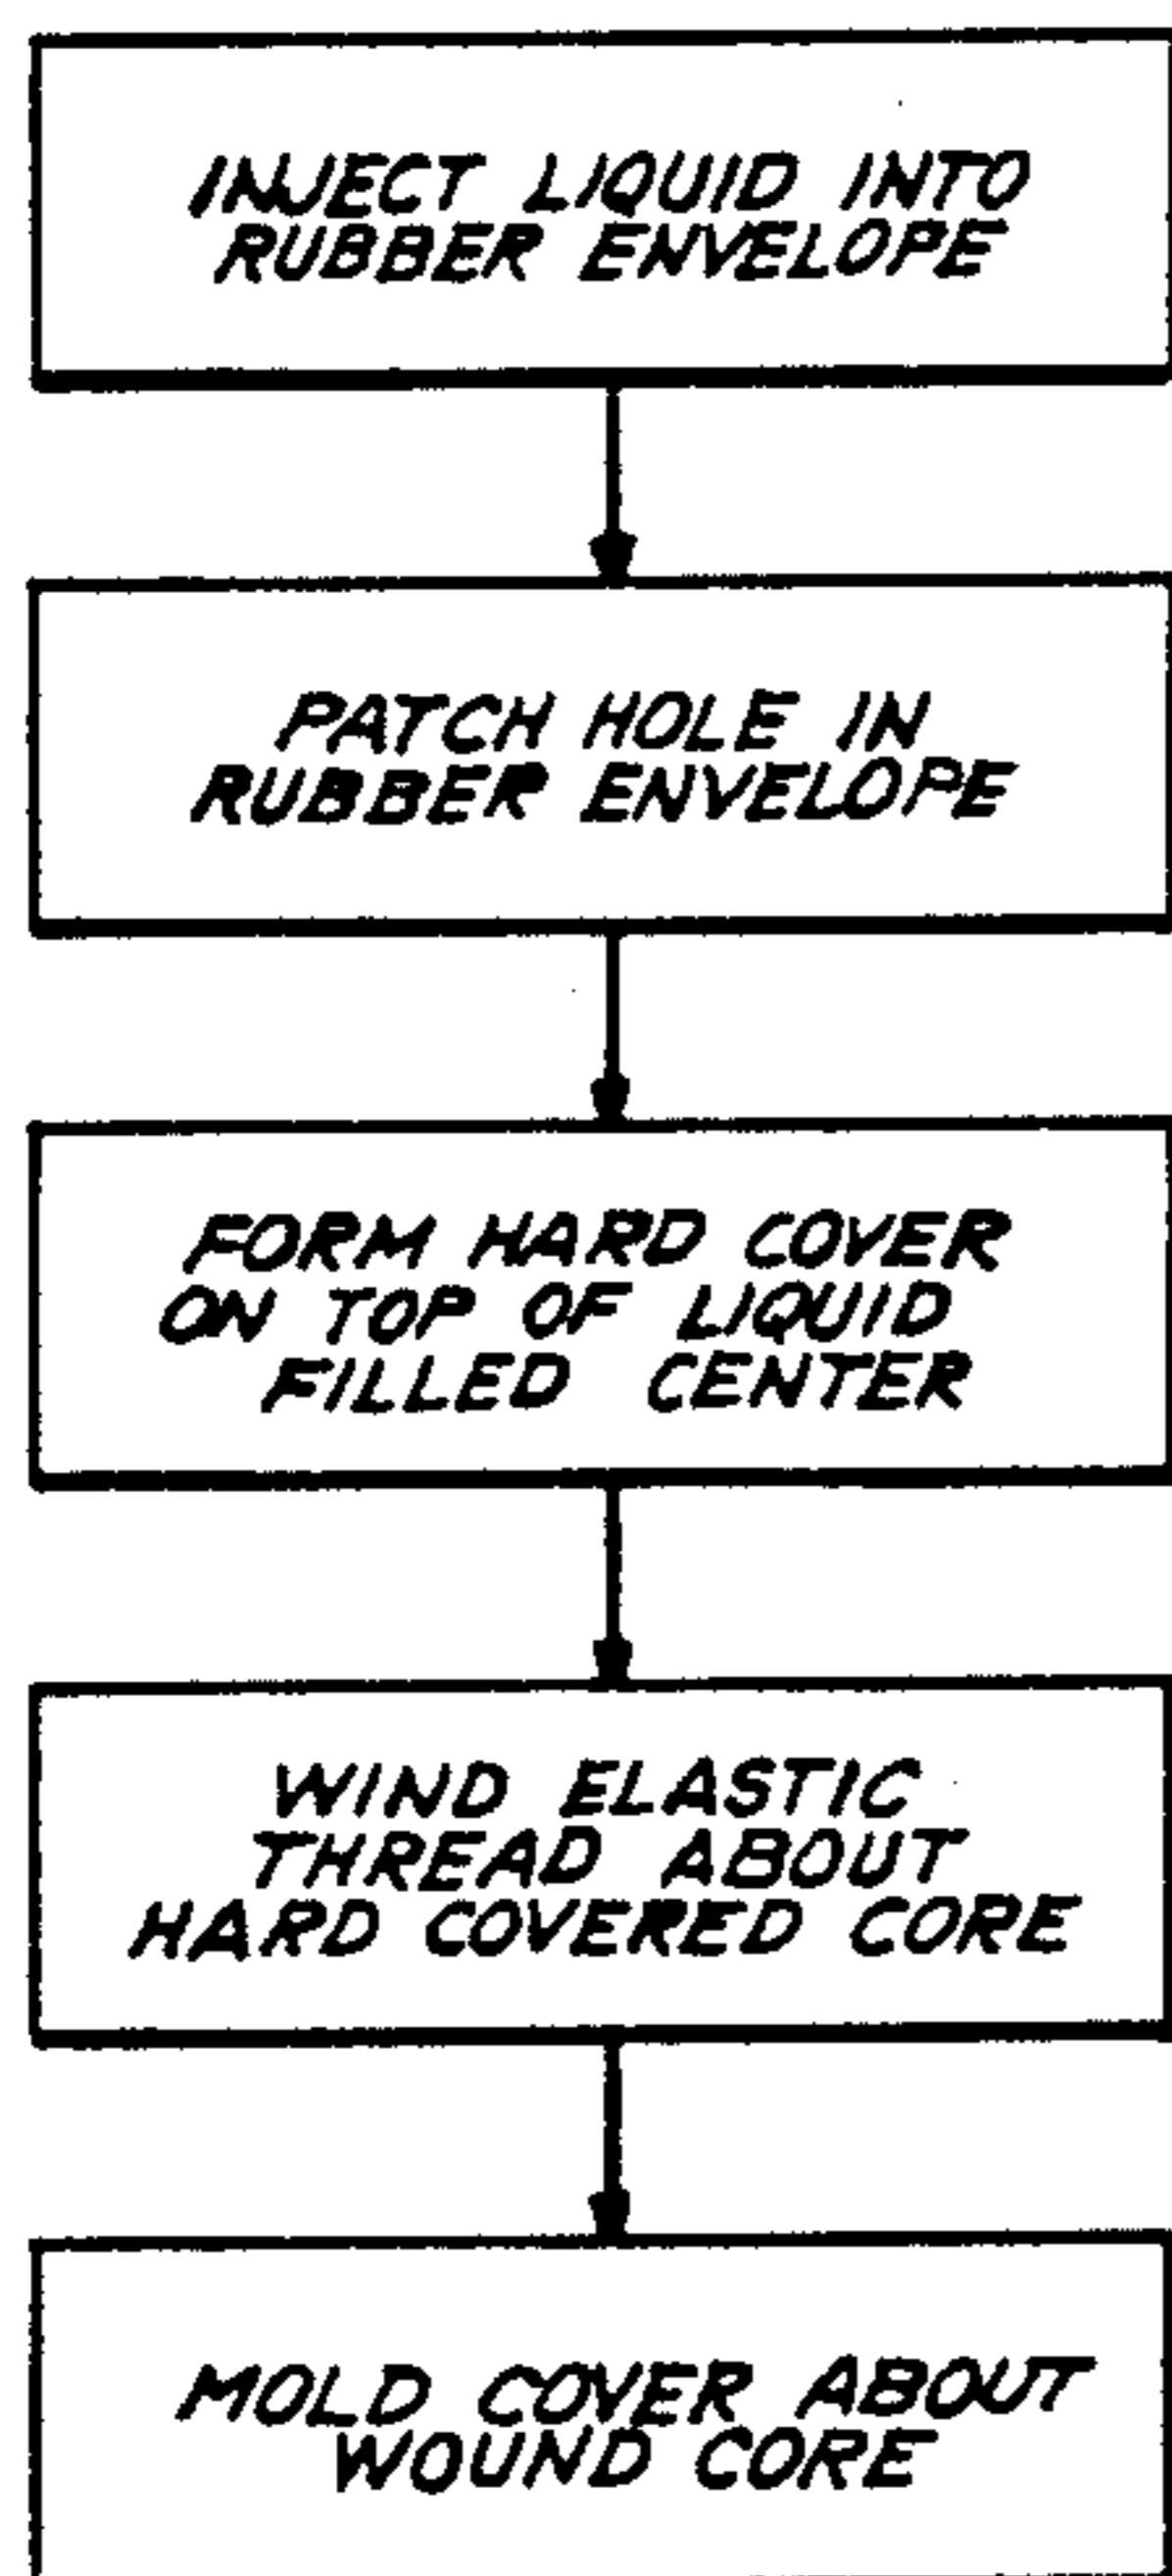 INJECT LIQUID INTO
RUBBER ENVELOPE
PATCH HOLE IN
RUBBER ENVELOPE
FORM HARD COVER
ON TOP OF LIQUID
FILLED CENTER
WIND ELASTIC
THREAD ABOUT
HARD COVERED CORE
MOLD COVER ABOUT
WOUND CORE